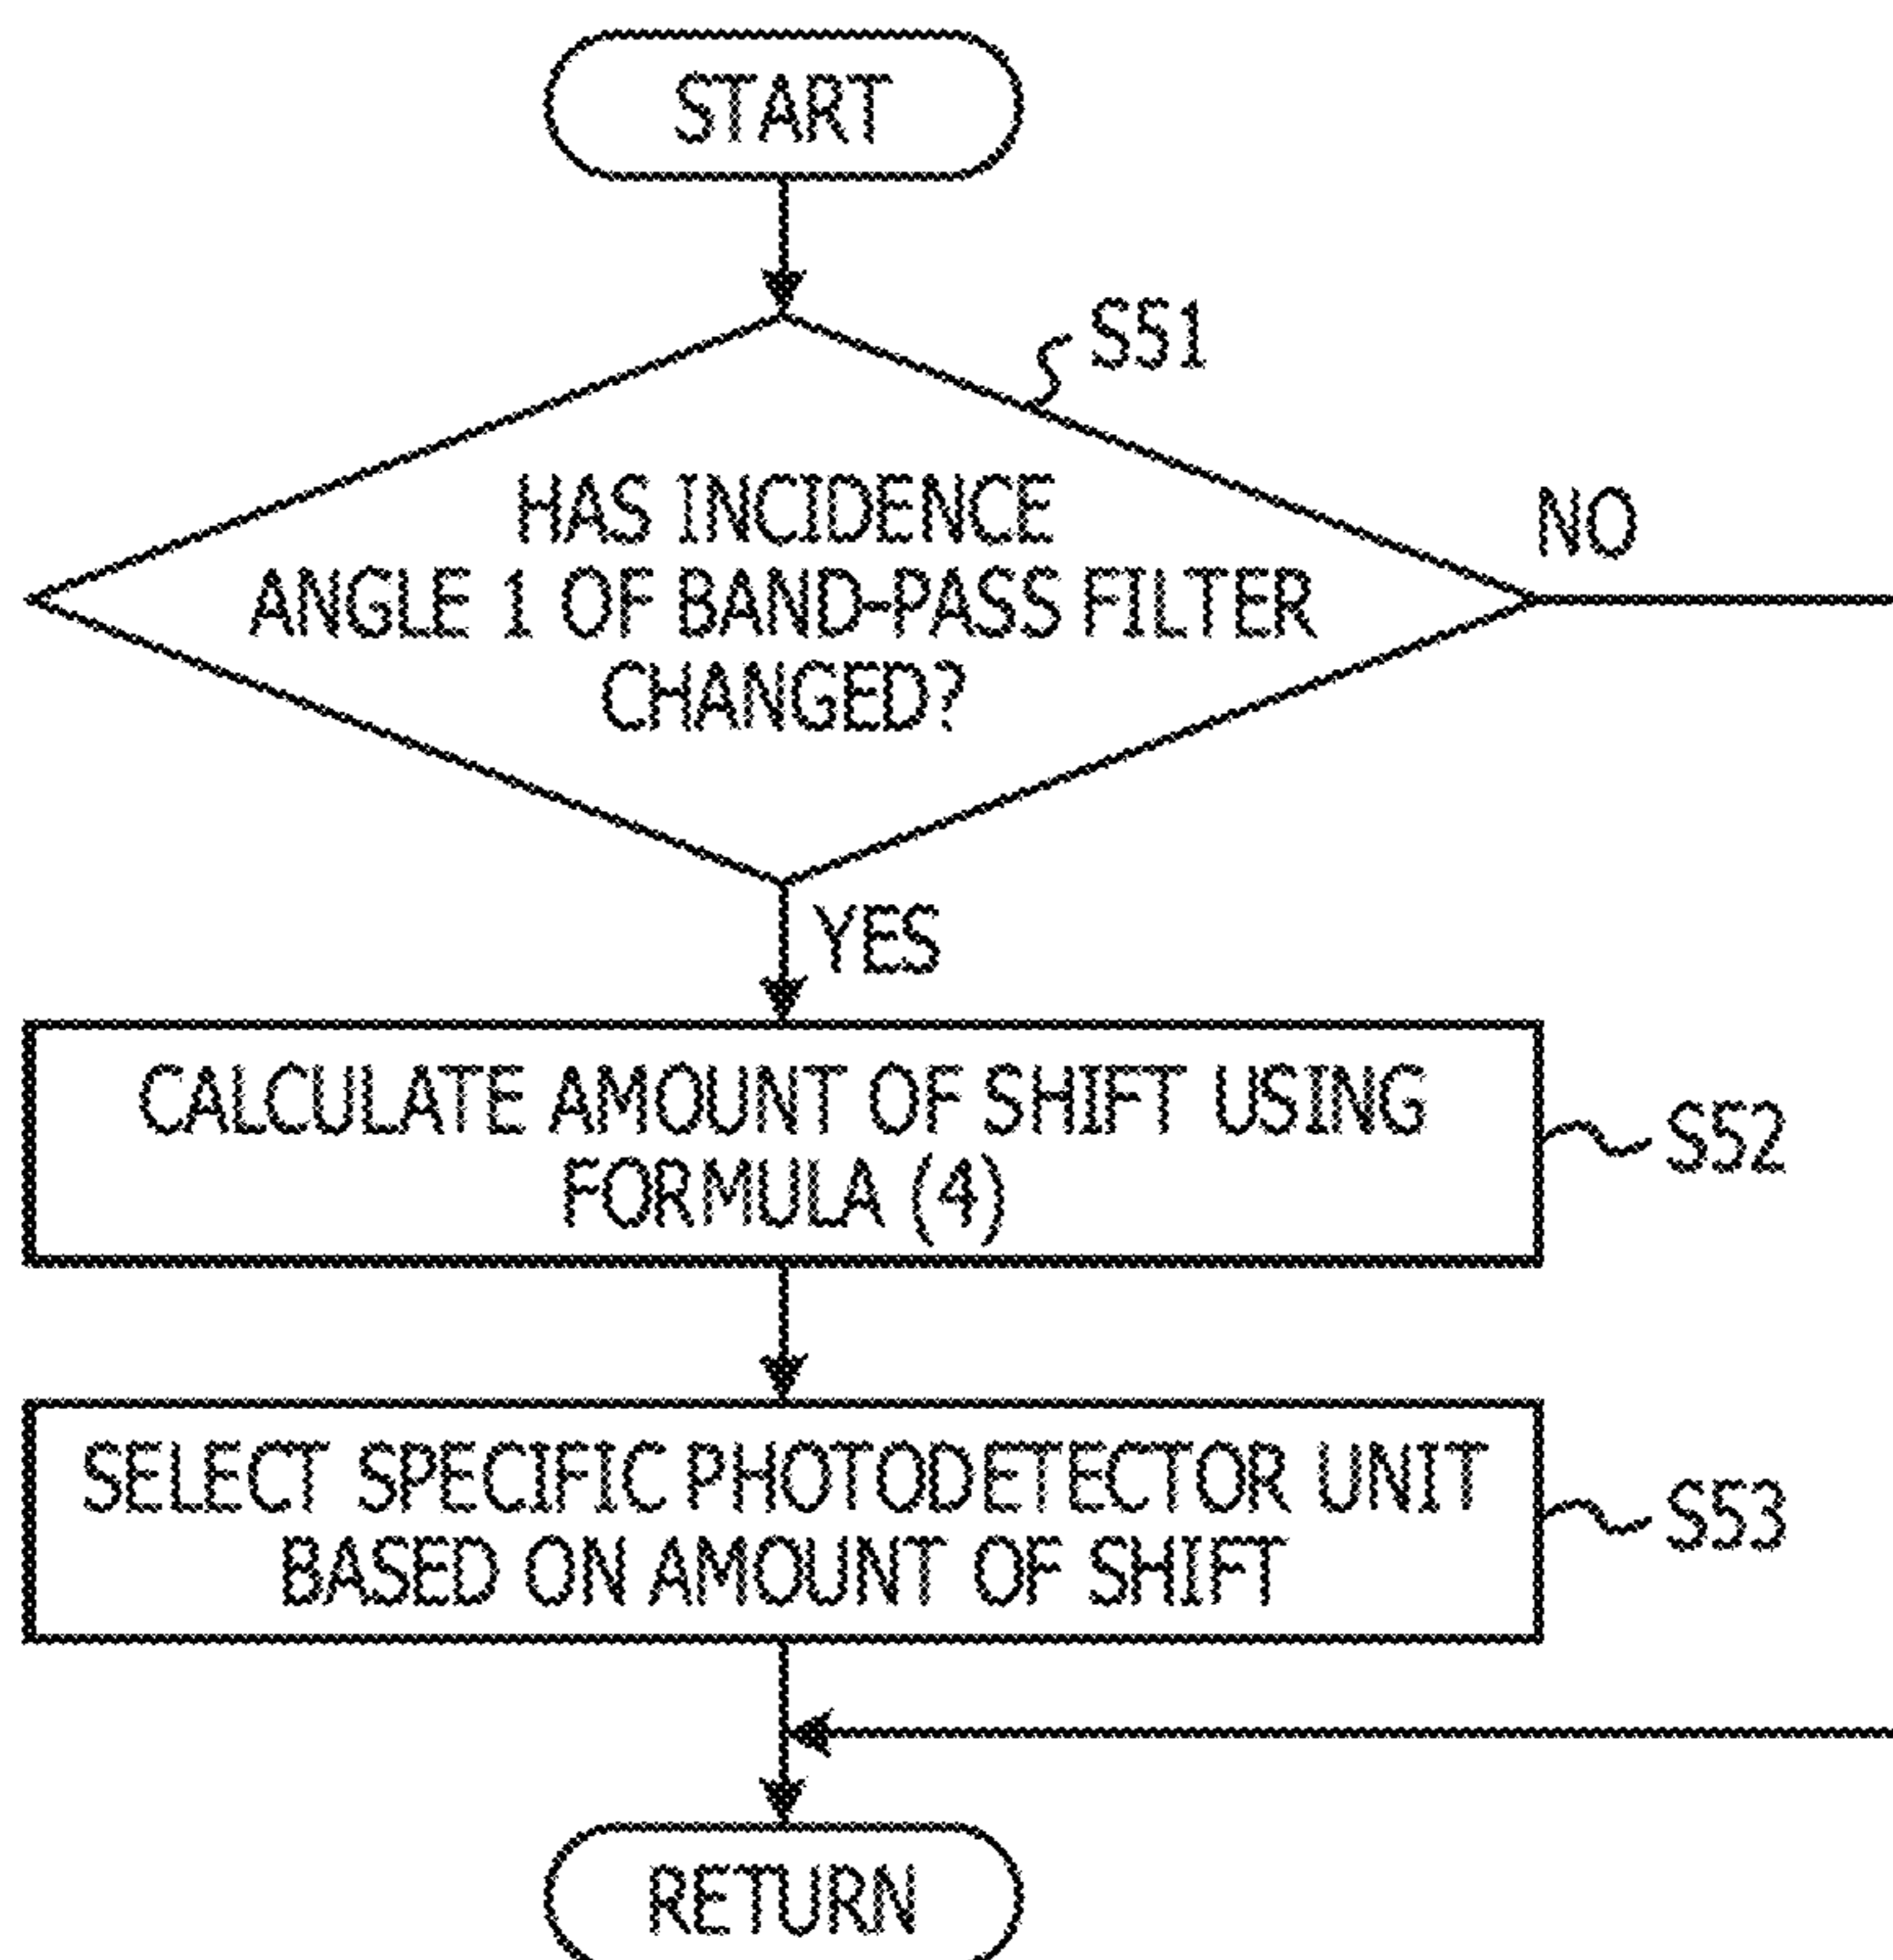 START
S51
HAS INCIDENCE
ANGLE 1 OF BAND-PASS FILTER
CHANGED?
NO
YES
CALCULATE AMOUNT OF SHIFT USING
FORMULA (4)
S52
SELECT SPECIFIC PHOTODETECTOR UNIT
BASED ON AMOUNT OF SHIFT
S53
RETURN